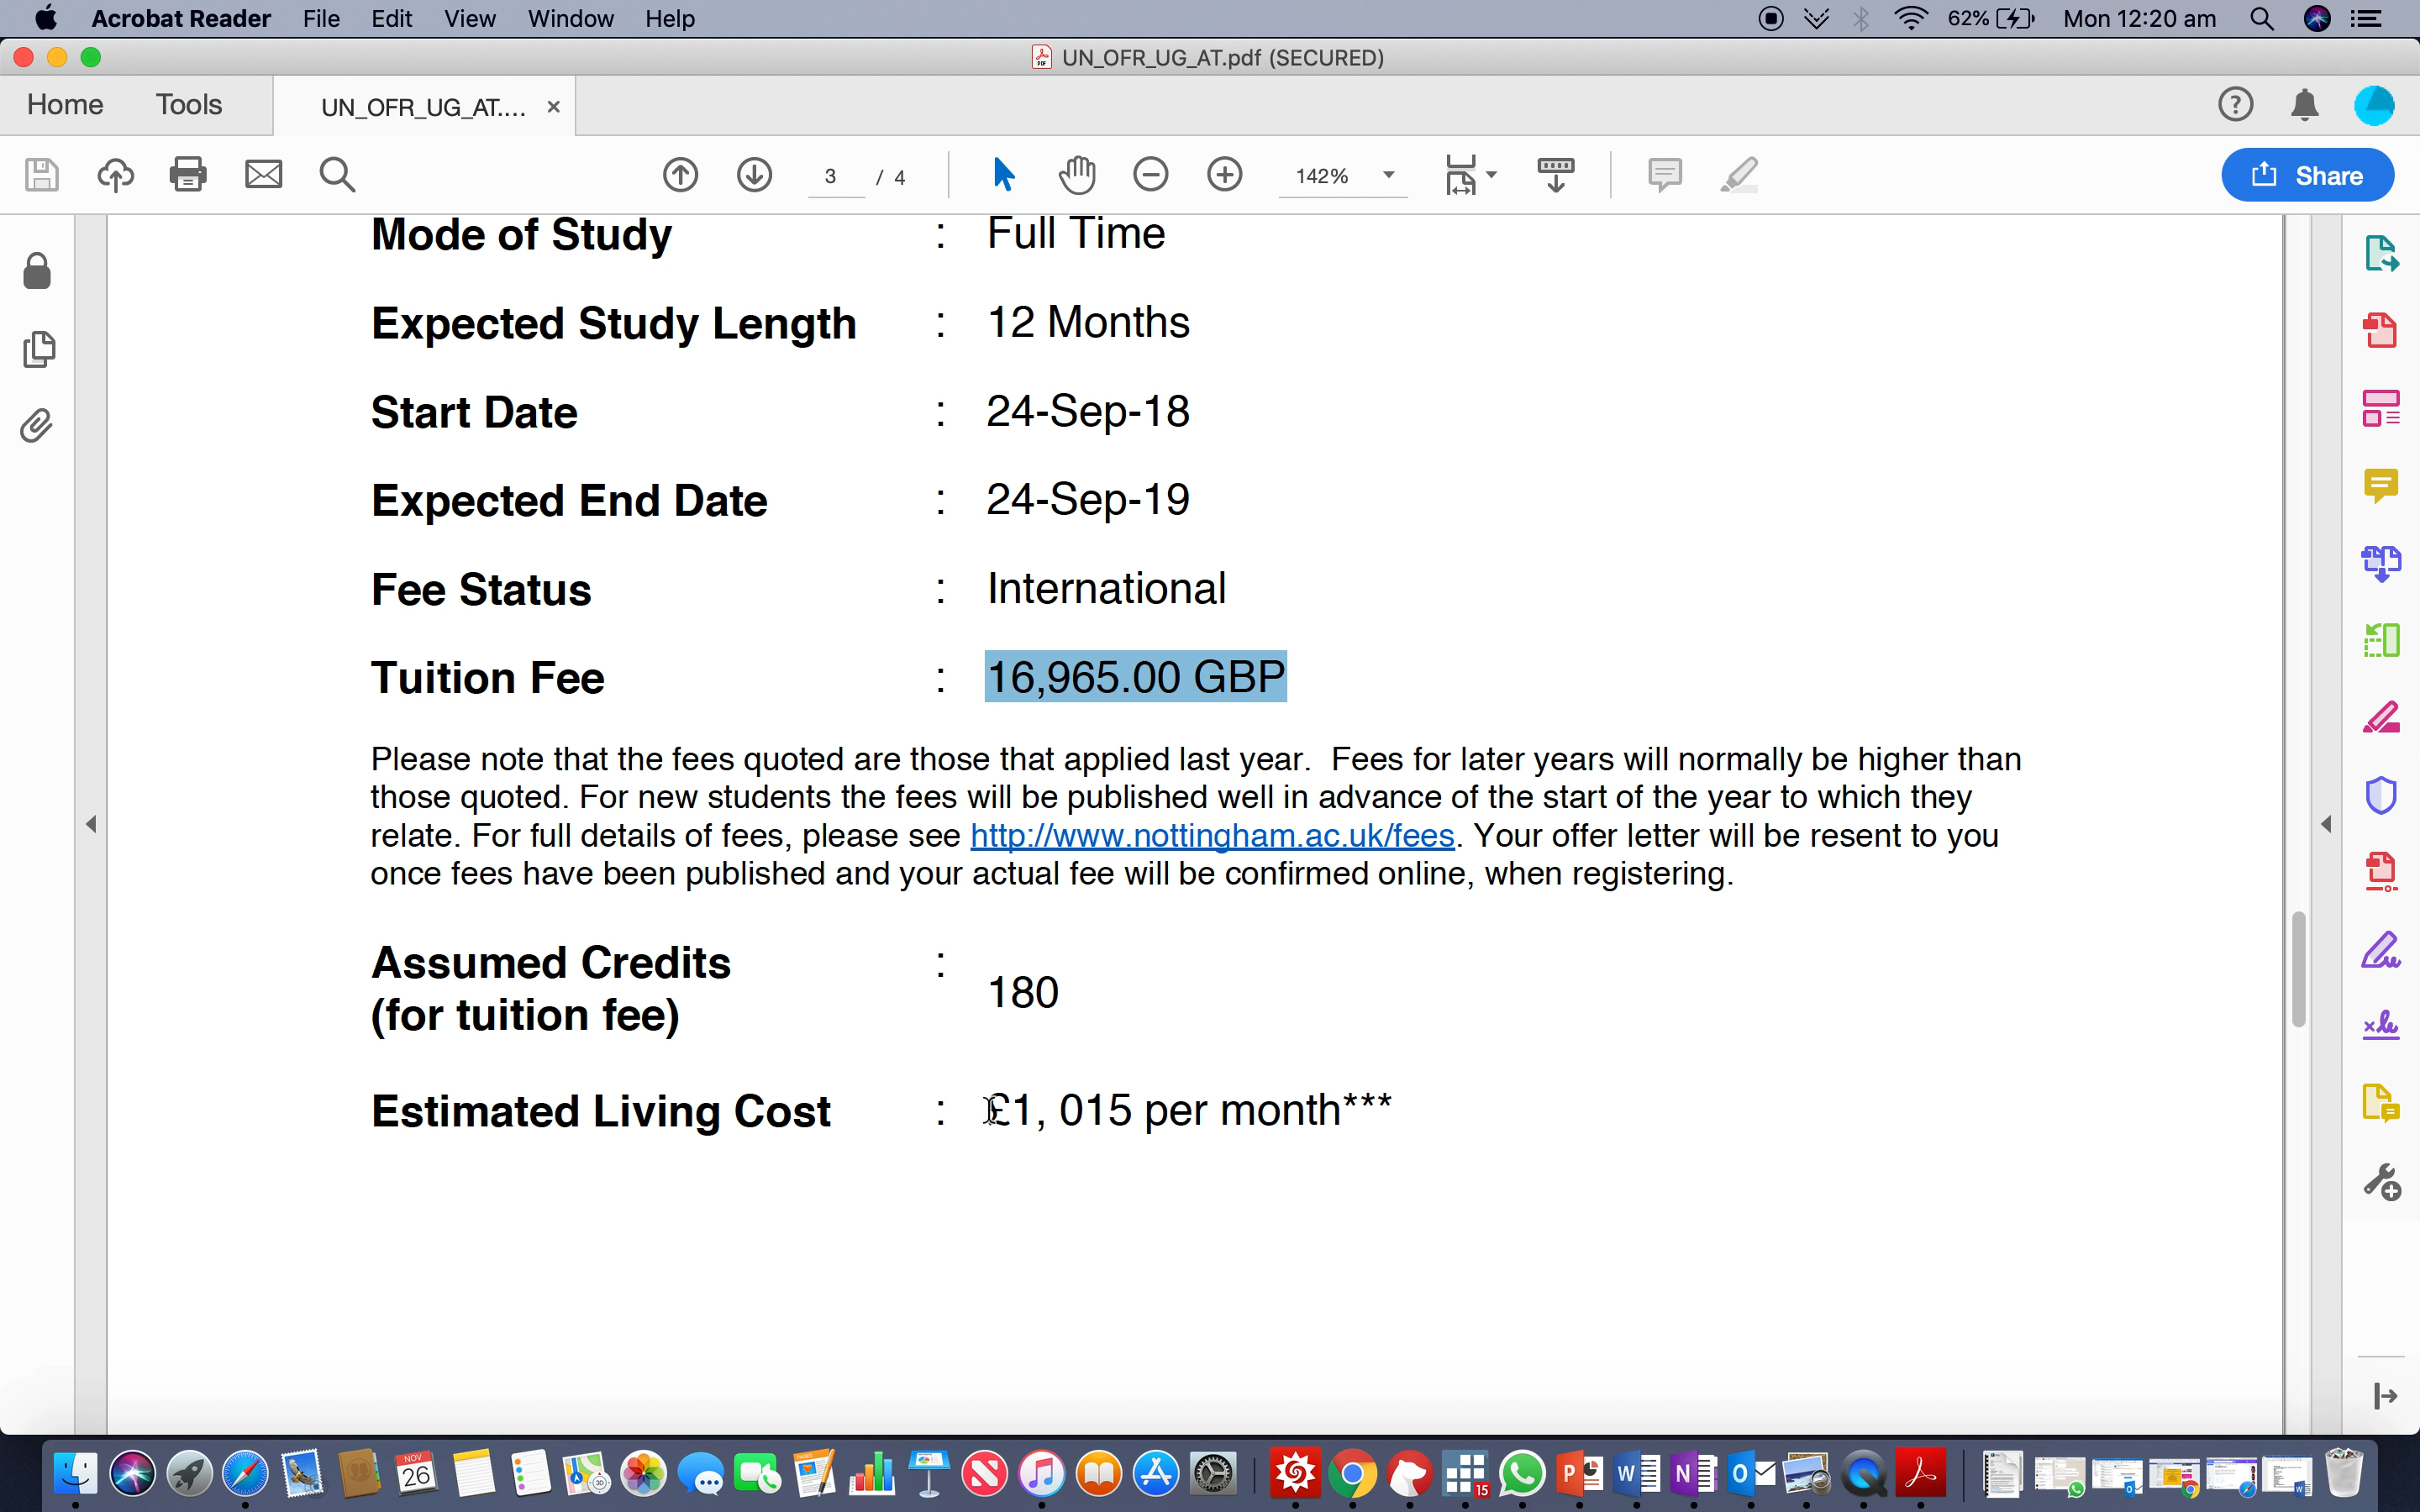 Acrobat Reader File Edit View Window Help 62% Mon 12:20 am
UN_OFR_UG_AT.pdf (SECURED)
Home Tools UN_OFR_UG_AT.... ×
3 / 4 142% Share
Mode of Study : Full Time
Expected Study Length : 12 Months
Start Date : 24-Sep-18
Expected End Date : 24-Sep-19
Fee Status : International
Tuition Fee : 16,965.00 GBP
Please note that the fees quoted are those that applied last year. Fees for later years will normally be higher than
those quoted. For new students the fees will be published well in advance of the start of the year to which they
relate. For full details of fees, please see http://www.nottingham.ac.uk/fees. Your offer letter will be resent to you
once fees have been published and your actual fee will be confirmed online, when registering.
Assumed Credits :
180
(for tuition fee)
Estimated Living Cost : £1, 015 per month***
NOV
26
15